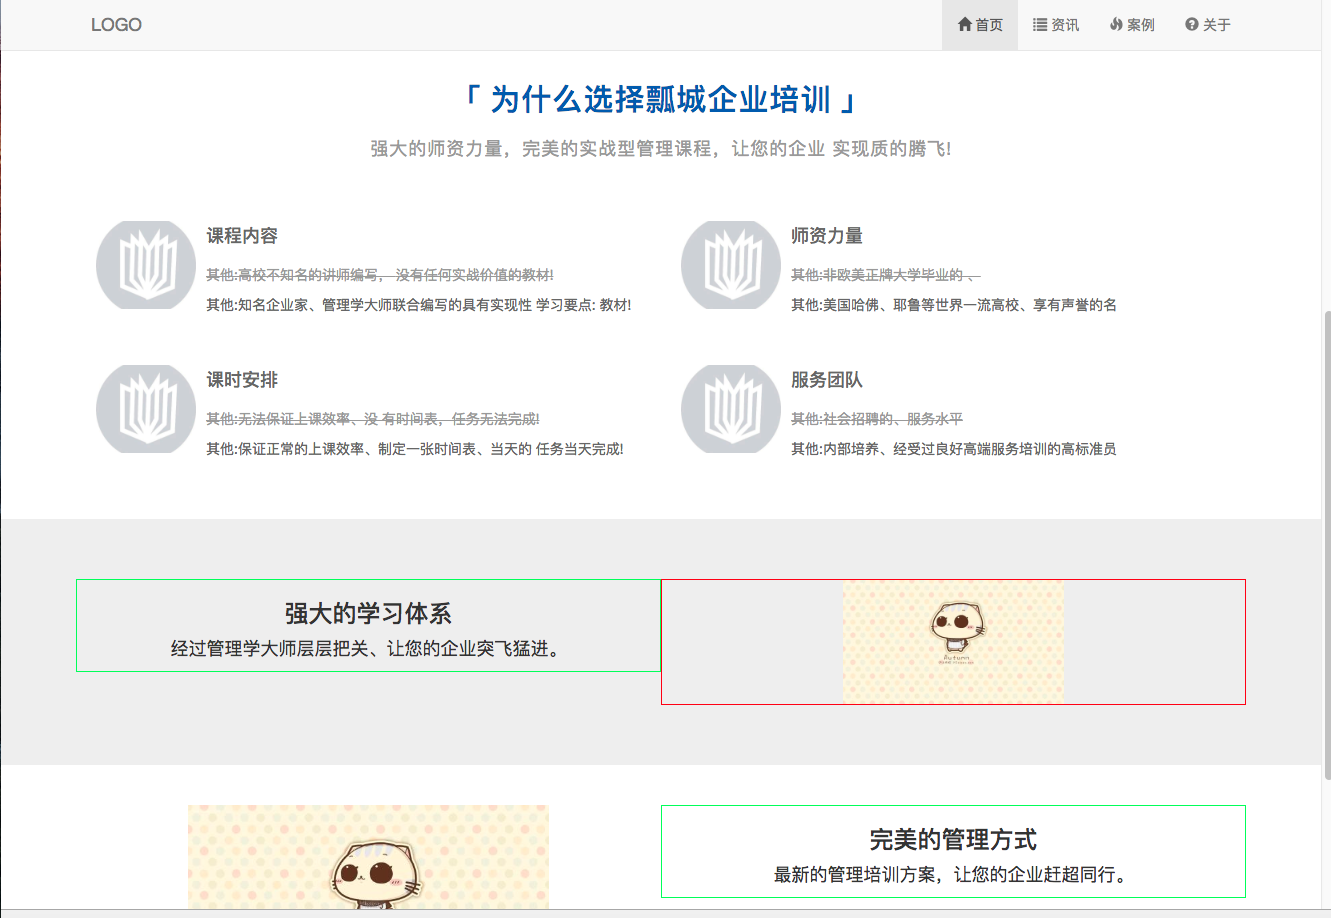 LOGO
首页 资讯 案例 关于
「 为什么选择瓢城企业培训 」
强大的师资力量，完美的实战型管理课程，让您的企业 实现质的腾飞!
课程内容
其他:高校不知名的讲师编写， 没有任何实战价值的教材!
其他:知名企业家、管理学大师联合编写的具有实现性 学习要点: 教材!
师资力量
其他:非欧美正牌大学毕业的 、
其他:美国哈佛、耶鲁等世界一流高校、享有声誉的名
课时安排
其他:无法保证上课效率、没 有时间表，任务无法完成!
其他:保证正常的上课效率、制定一张时间表、当天的 任务当天完成!
服务团队
其他:社会招聘的、服务水平
其他:内部培养、经受过良好高端服务培训的高标准员
强大的学习体系
经过管理学大师层层把关、让您的企业突飞猛进。
Autumn
完美的管理方式
最新的管理培训方案，让您的企业赶超同行。